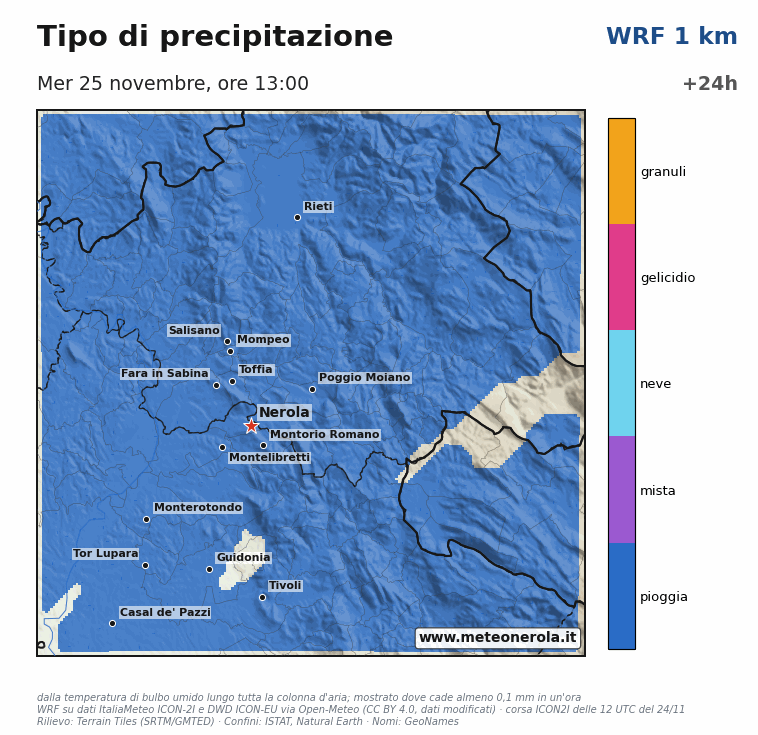 Tipo di precipitazione
WRF 1 km
Mer 25 novembre, ore 13:00
+24h
granuli
gelicidio
neve
mista
pioggia
Rieti
Salisano
Mompeo
Toffia
Fara in Sabina
Poggio Moiano
Nerola
Montorio Romano
Montelibretti
Monterotondo
Tor Lupara
Guidonia
Tivoli
Casal de' Pazzi
www.meteonerola.it
dalla temperatura di bulbo umido lungo tutta la colonna d'aria; mostrato dove cade almeno 0,1 mm in un'ora
WRF su dati ItaliaMeteo ICON-2I e DWD ICON-EU via Open-Meteo (CC BY 4.0, dati modificati) · corsa ICON2I delle 12 UTC del 24/11
Rilievo: Terrain Tiles (SRTM/GMTED) · Confini: ISTAT, Natural Earth · Nomi: GeoNames